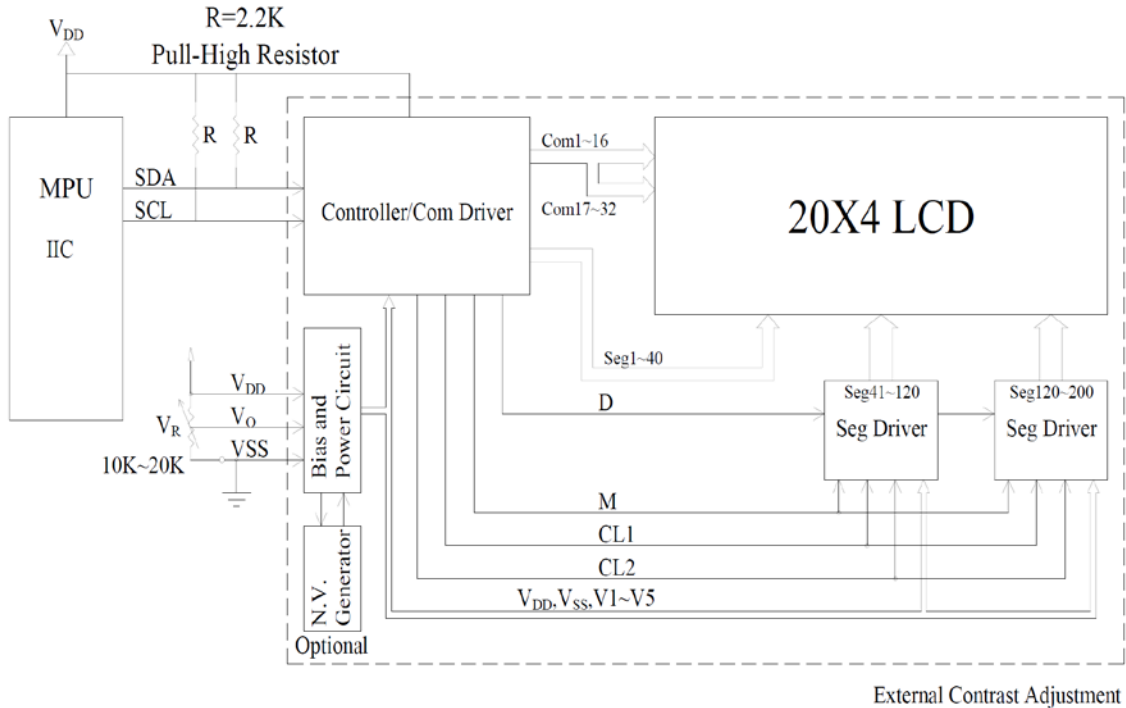 R=2.2K
VDD
Pull-High Resistor
R
R
MPU
IIC
SDA
SCL
Controller/Com Driver
Com1~16
Com17~32
20X4 LCD
Seg1~40
VDD
VO
VR
VSS
10K~20K
Bias and
Power Circuit
D
Seg41~120
Seg Driver
Seg120~200
Seg Driver
M
CL1
CL2
VDD,VSS,V1~V5
N.V.
Generator
Optional
External Contrast Adjustment